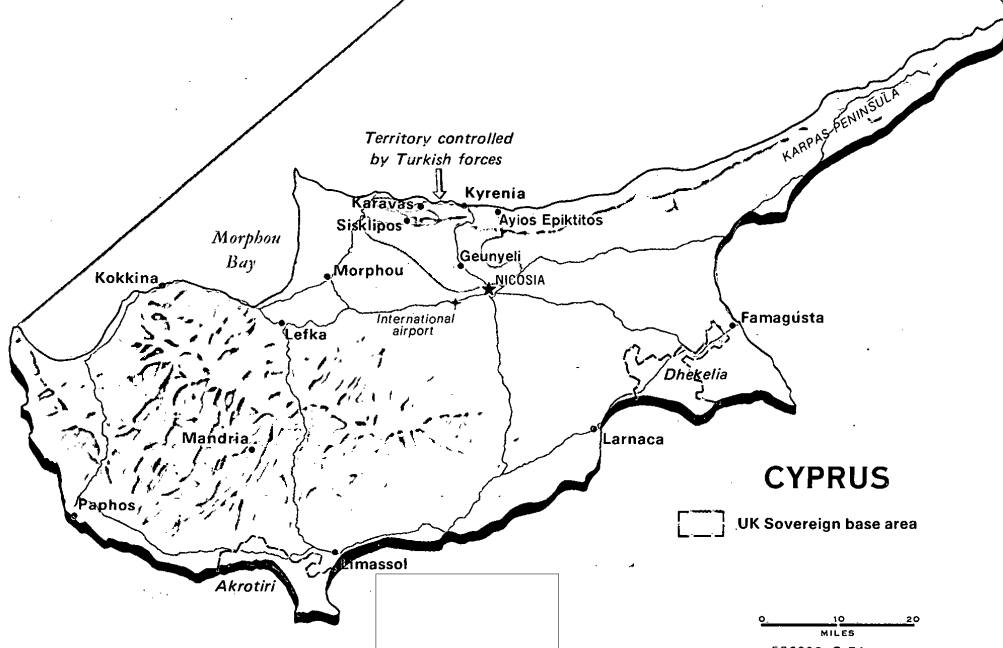 KARPAS PENINSULA
Territory controlled
by Turkish forces
Kyrenia
Karavas
Ayios Epiktitos
Sisklipos
Morphou
Bay
Geunyeli
Morphou
NICOSIA
Kokkina
International
airport
Famagusta
Lefka
Dhekelia
Mandria
Larnaca
CYPRUS
Paphos
UK Sovereign base area
Limassol
Akrotiri
0 10 20
MILES